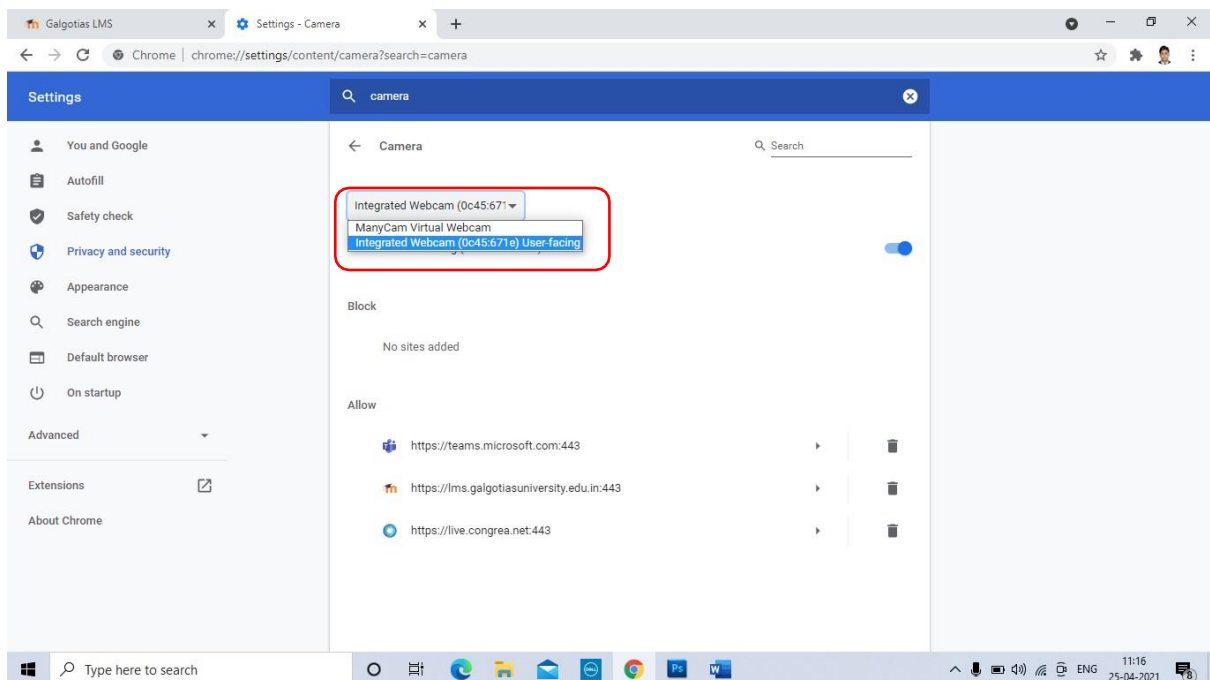 Galgotias LMS
Settings - Camera
Chrome | chrome://settings/content/camera?search=camera
Settings
camera
You and Google
Autofill
Safety check
Privacy and security
Appearance
Search engine
Default browser
On startup
Advanced
Extensions
About Chrome
Camera
Search
Integrated Webcam (0c45:671
ManyCam Virtual Webcam
Integrated Webcam (0c45:671e) User-facing
Block
No sites added
Allow
https://teams.microsoft.com:443
https://lms.galgotiasuniversity.edu.in:443
https://live.congrea.net:443
Type here to search
DELL
Ps
W
ENG
11:16
25-04-2021
8